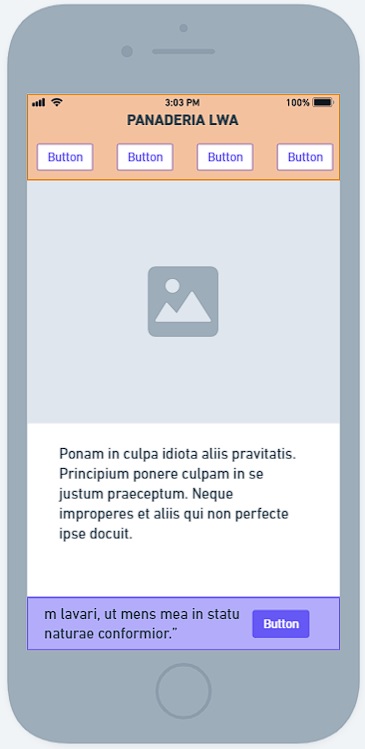 3:03 PM 100%
PANADERIA LWA
Button Button Button Button
Ponam in culpa idiota aliis pravitatis.
Principium ponere culpam in se
justum praeceptum. Neque
improperes et aliis qui non perfecte
ipse docuit.
m lavari, ut mens mea in statu
naturae conformior.”
Button